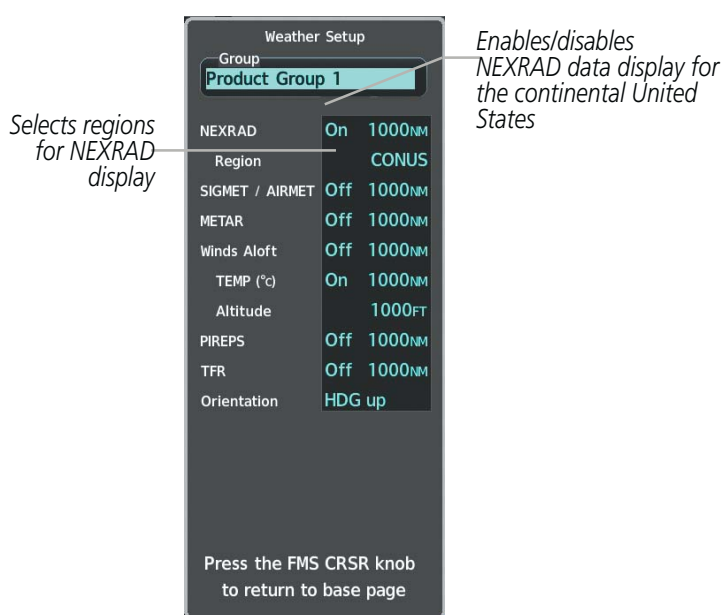 Weather Setup
Group
Product Group 1
Enables/disables
NEXRAD data display for
the continental United
States
Selects regions
for NEXRAD
display
NEXRAD On 1000NM
Region CONUS
SIGMET / AIRMET Off 1000NM
METAR Off 1000NM
Winds Aloft Off 1000NM
TEMP (°c) On 1000NM
Altitude 1000FT
PIREPS Off 1000NM
TFR Off 1000NM
Orientation HDG up
Press the FMS CRSR knob
to return to base page